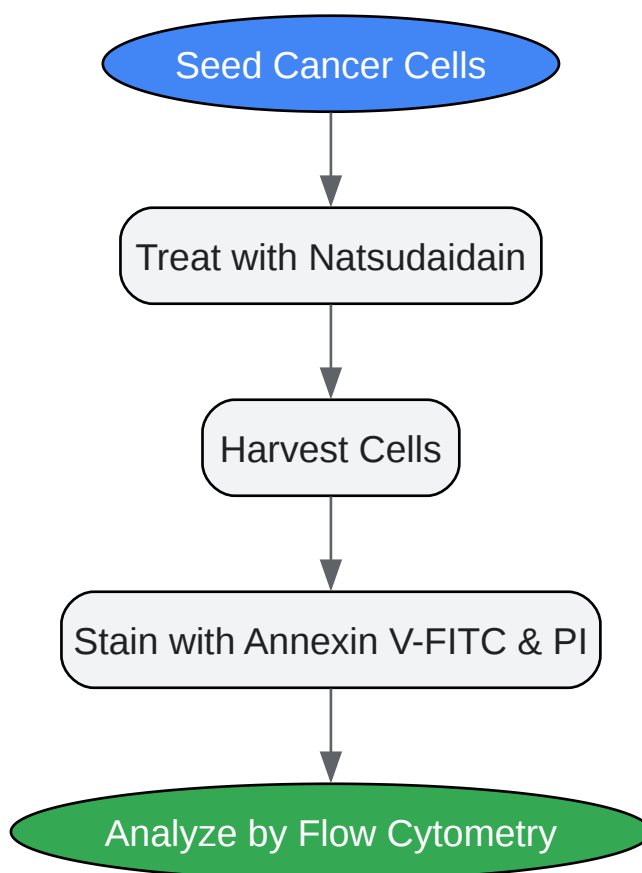 Seed Cancer Cells
Treat with Natsudaidain
Harvest Cells
Stain with Annexin V-FITC & PI
Analyze by Flow Cytometry